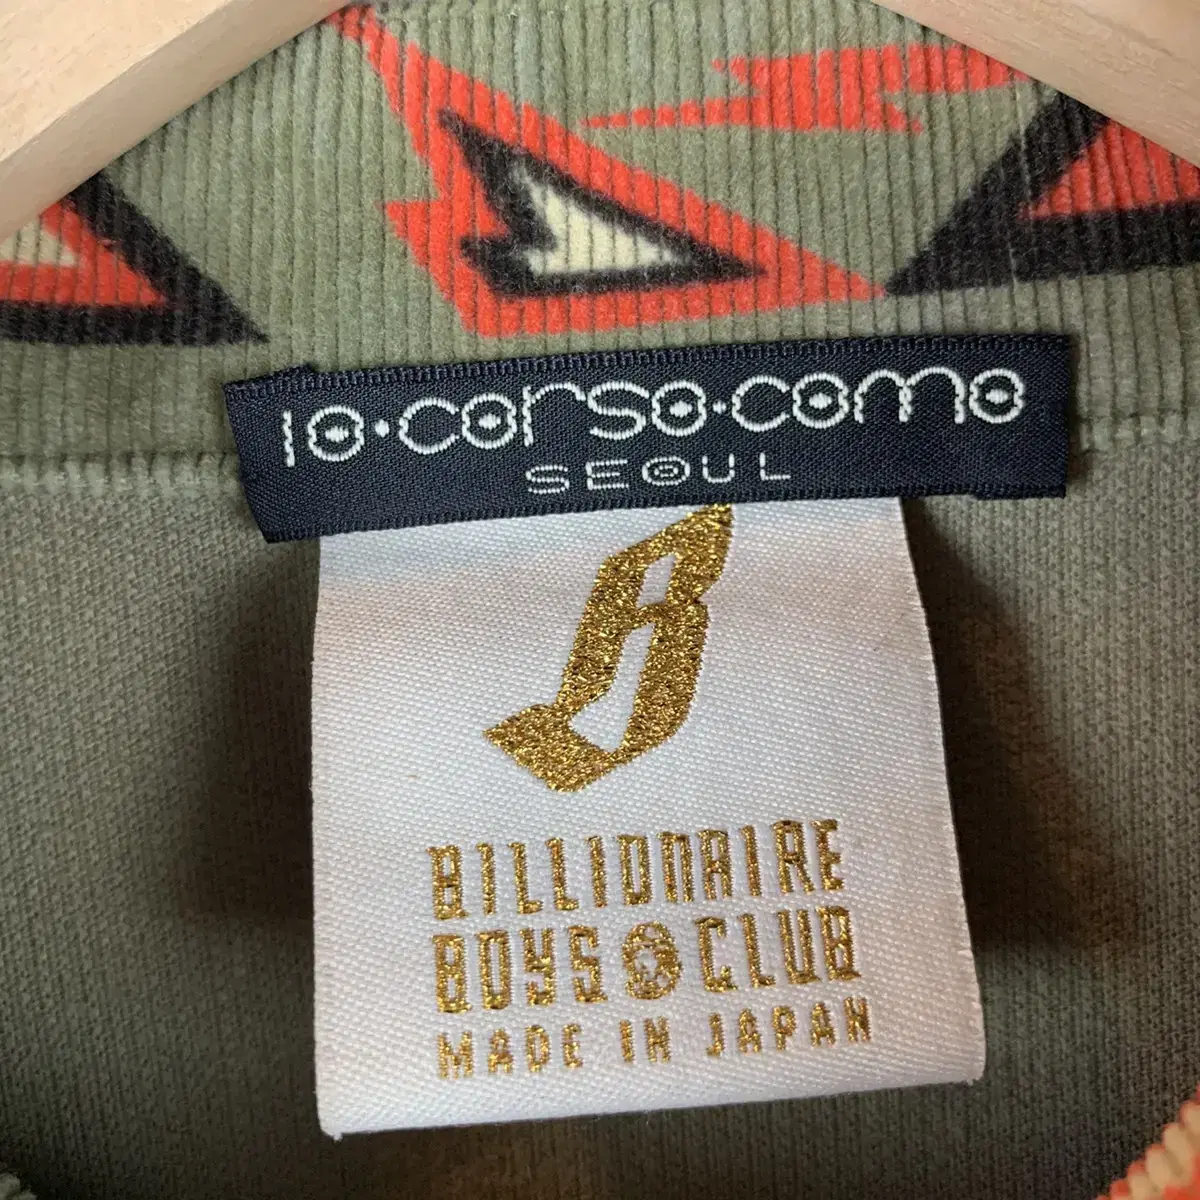 10·corso·como
SEOUL
B
BILLIONAIRE
BOYS CLUB
MADE IN JAPAN